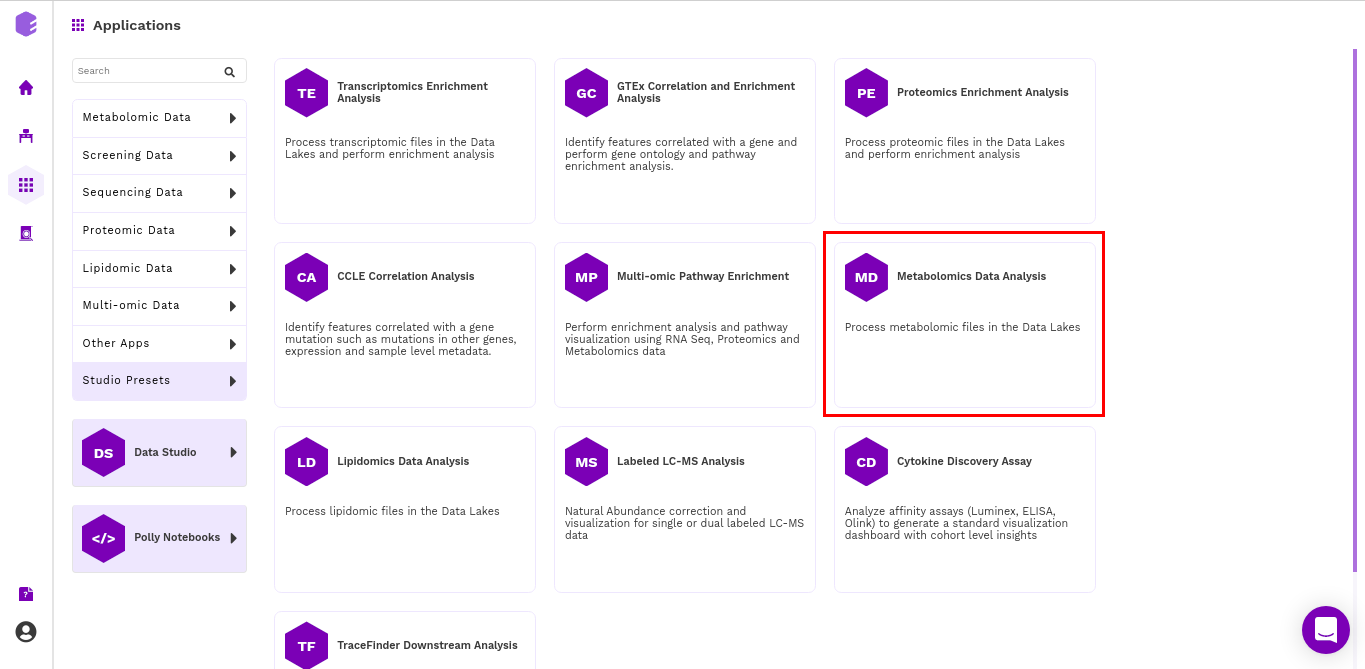 Applications
Search
Metabolomic Data
Screening Data
Sequencing Data
Proteomic Data
Lipidomic Data
Multi-omic Data
Other Apps
Studio Presets
DS
Data Studio
</>
Polly Notebooks
TE
Transcriptomics Enrichment
Analysis
Process transcriptomic files in the Data
Lakes and perform enrichment analysis
GC
GTEx Correlation and Enrichment
Analysis
Identify features correlated with a gene and
perform gene ontology and pathway
enrichment analysis.
PE
Proteomics Enrichment Analysis
Process proteomic files in the Data Lakes
and perform enrichment analysis
CA
CCLE Correlation Analysis
Identify features correlated with a gene
mutation such as mutations in other genes,
expression and sample level metadata.
MP
Multi-omic Pathway Enrichment
Perform enrichment analysis and pathway
visualization using RNA Seq, Proteomics and
Metabolomics data
MD
Metabolomics Data Analysis
Process metabolomic files in the Data Lakes
LD
Lipidomics Data Analysis
Process lipidomic files in the Data Lakes
MS
Labeled LC-MS Analysis
Natural Abundance correction and
visualization for single or dual labeled LC-MS
data
CD
Cytokine Discovery Assay
Analyze affinity assays (Luminex, ELISA,
Olink) to generate a standard visualization
dashboard with cohort level insights
TF
TraceFinder Downstream Analysis
?